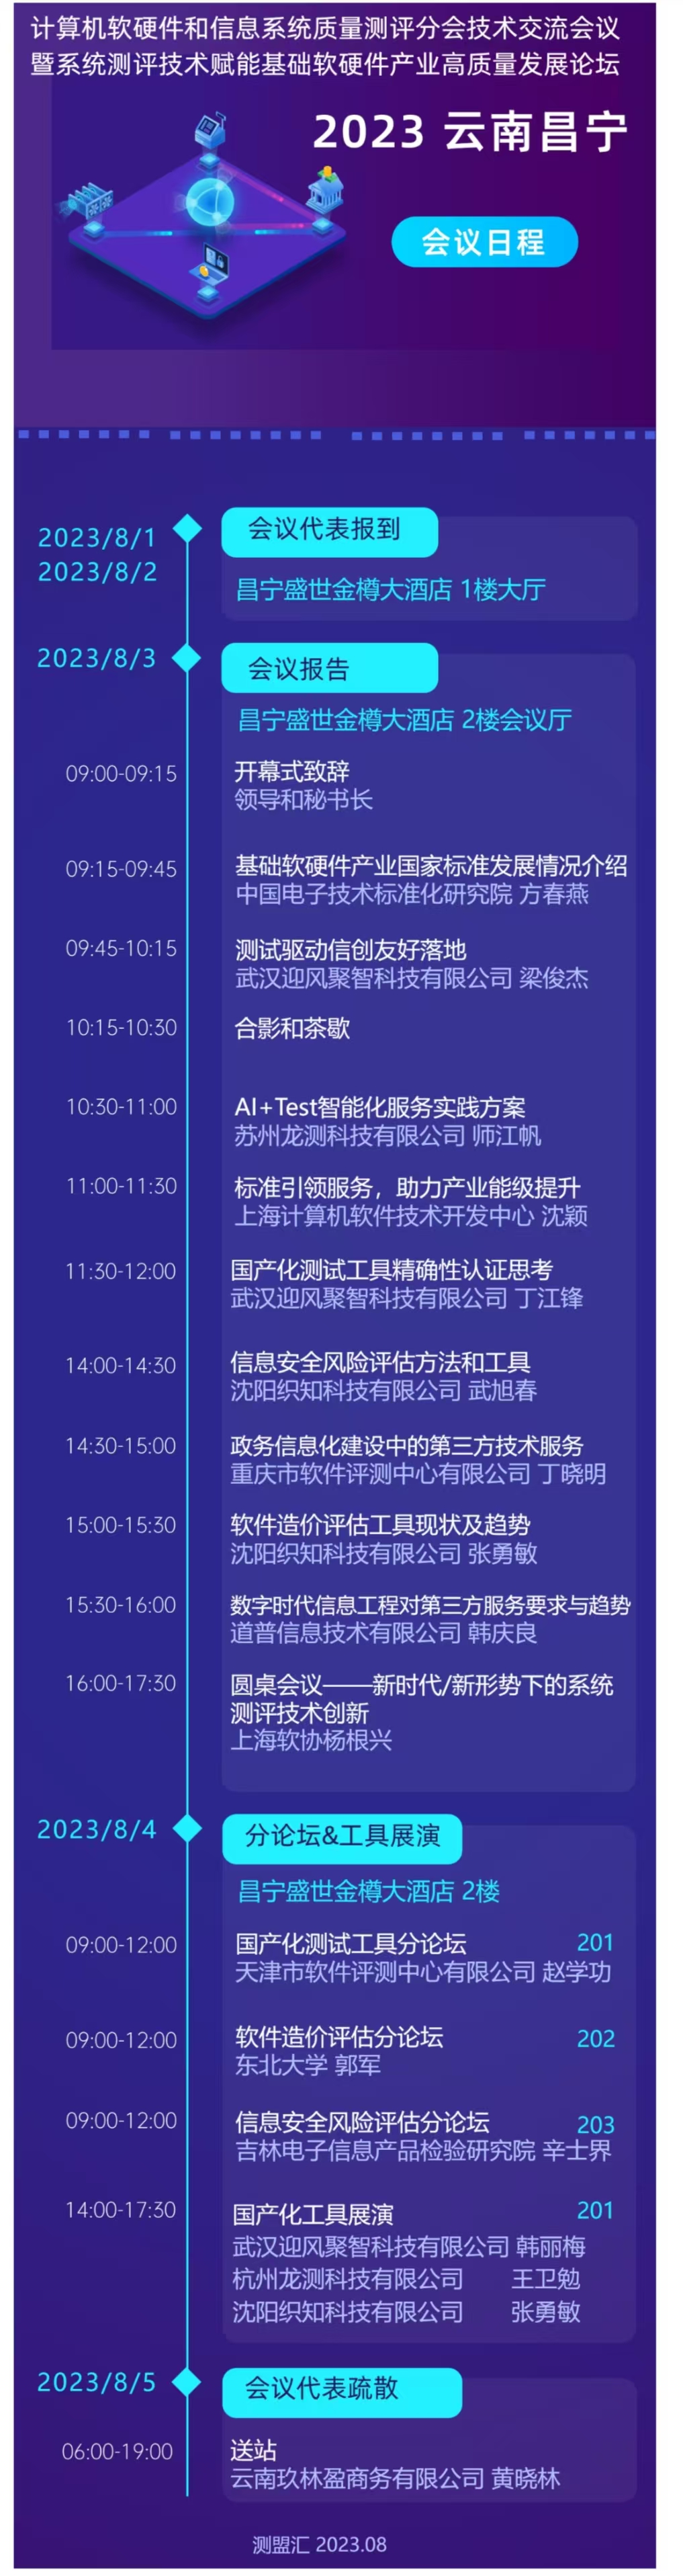 计算机软硬件和信息系统质量测评分会技术交流会议
暨系统测评技术赋能基础软硬件产业高质量发展论坛
2023 云南昌宁
会议日程
2023/8/1
2023/8/2
会议代表报到
昌宁盛世金樽大酒店 1楼大厅
2023/8/3
会议报告
昌宁盛世金樽大酒店 2楼会议厅
09:00-09:15
开幕式致辞
领导和秘书长
09:15-09:45
基础软硬件产业国家标准发展情况介绍
中国电子技术标准化研究院 方春燕
09:45-10:15
测试驱动信创友好落地
武汉迎风聚智科技有限公司 梁俊杰
10:15-10:30
合影和茶歇
10:30-11:00
AI+Test智能化服务实践方案
苏州龙测科技有限公司 师江帆
11:00-11:30
标准引领服务，助力产业能级提升
上海计算机软件技术开发中心 沈颖
11:30-12:00
国产化测试工具精确性认证思考
武汉迎风聚智科技有限公司 丁江锋
14:00-14:30
信息安全风险评估方法和工具
沈阳织知科技有限公司 武旭春
14:30-15:00
政务信息化建设中的第三方技术服务
重庆市软件评测中心有限公司 丁晓明
15:00-15:30
软件造价评估工具现状及趋势
沈阳织知科技有限公司 张勇敏
15:30-16:00
数字时代信息工程对第三方服务要求与趋势
道普信息技术有限公司 韩庆良
16:00-17:30
圆桌会议——新时代/新形势下的系统
测评技术创新
上海软协杨根兴
2023/8/4
分论坛&工具展演
昌宁盛世金樽大酒店 2楼
09:00-12:00
国产化测试工具分论坛 201
天津市软件评测中心有限公司 赵学功
09:00-12:00
软件造价评估分论坛 202
东北大学 郭军
09:00-12:00
信息安全风险评估分论坛 203
吉林电子信息产品检验研究院 辛士界
14:00-17:30
国产化工具展演 201
武汉迎风聚智科技有限公司 韩丽梅
杭州龙测科技有限公司 王卫勉
沈阳织知科技有限公司 张勇敏
2023/8/5
会议代表疏散
06:00-19:00
送站
云南玖林盈商务有限公司 黄晓林
测盟汇 2023.08